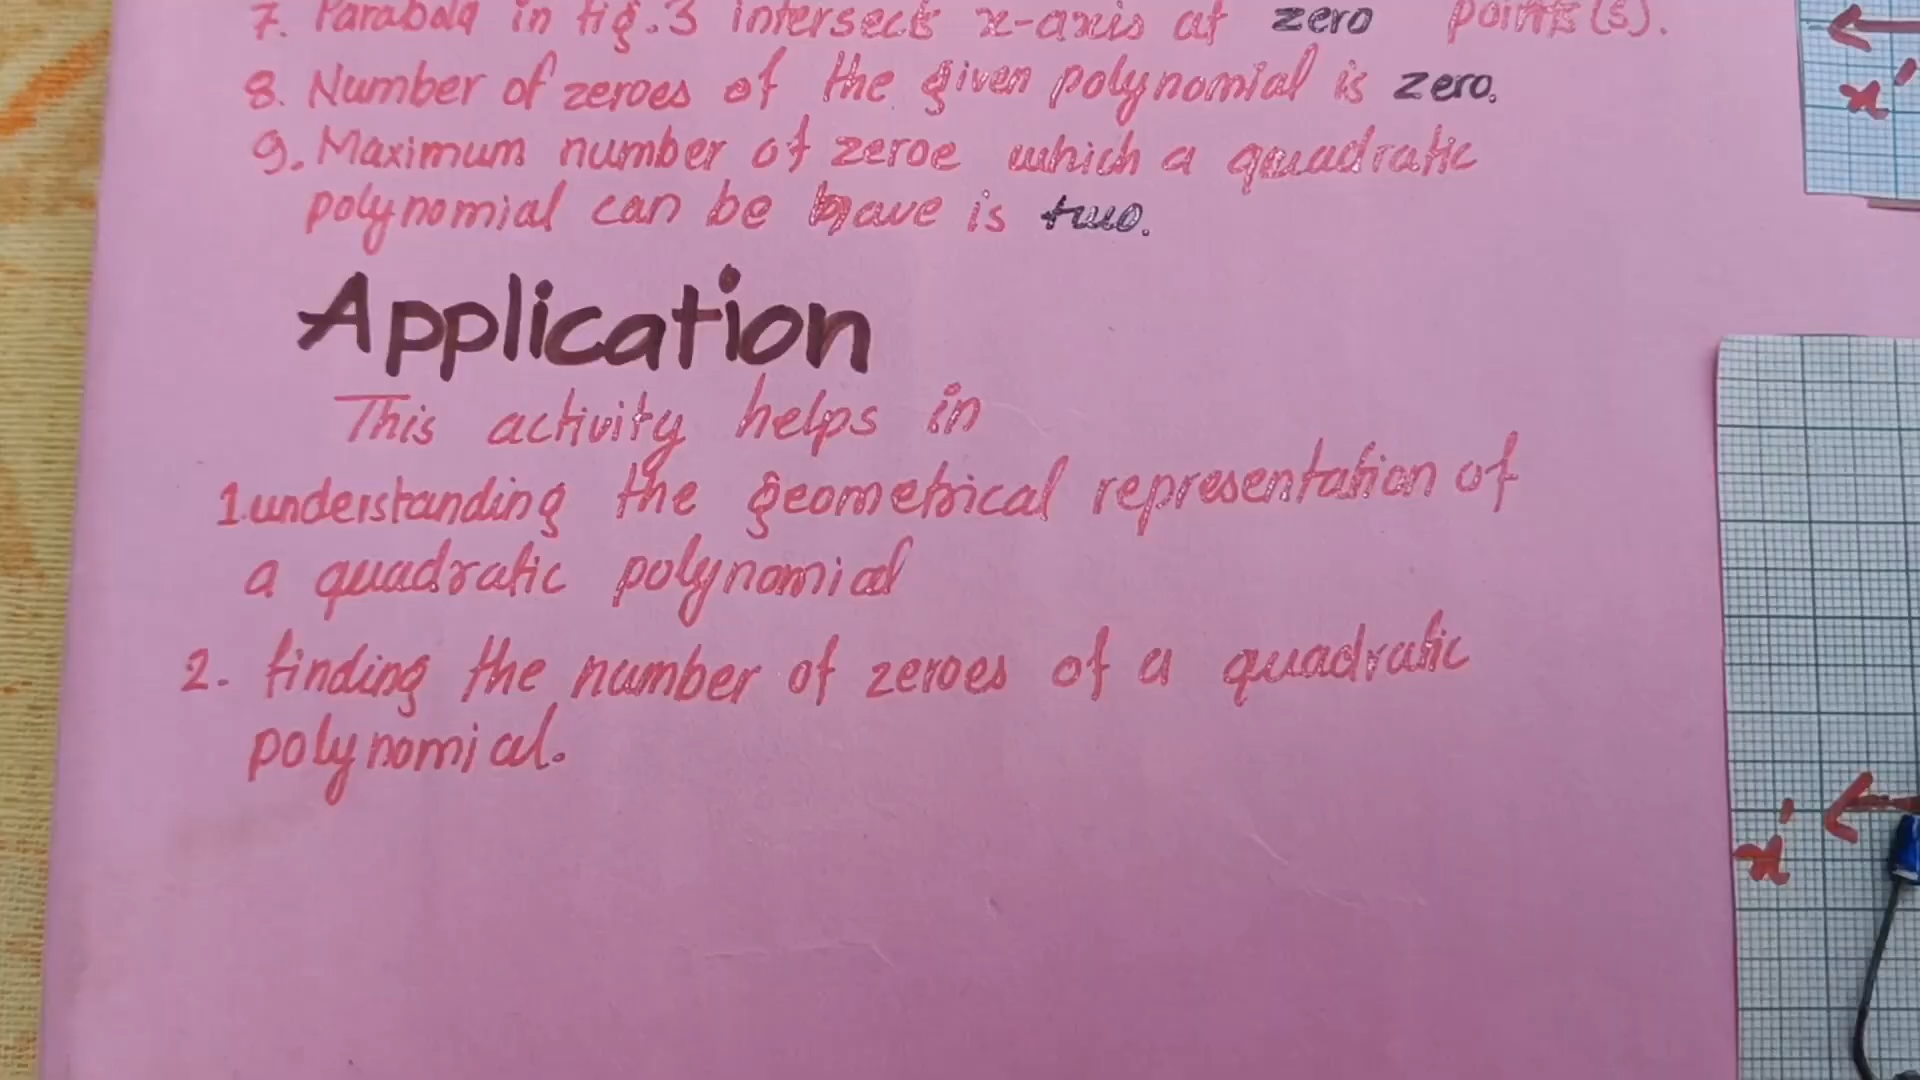 7. Parabola in fig.3 intersects x-axis at zero points(s).
8. Number of zeroes of the given polynomial is zero.
9. Maximum number of zeroe which a quadratic
polynomial can be have is two.
Application
This activity helps in
1.understanding the geometrical representation of
a quadratic polynomial
2. finding the number of zeroes of a quadratic
polynomial.
x'
x'